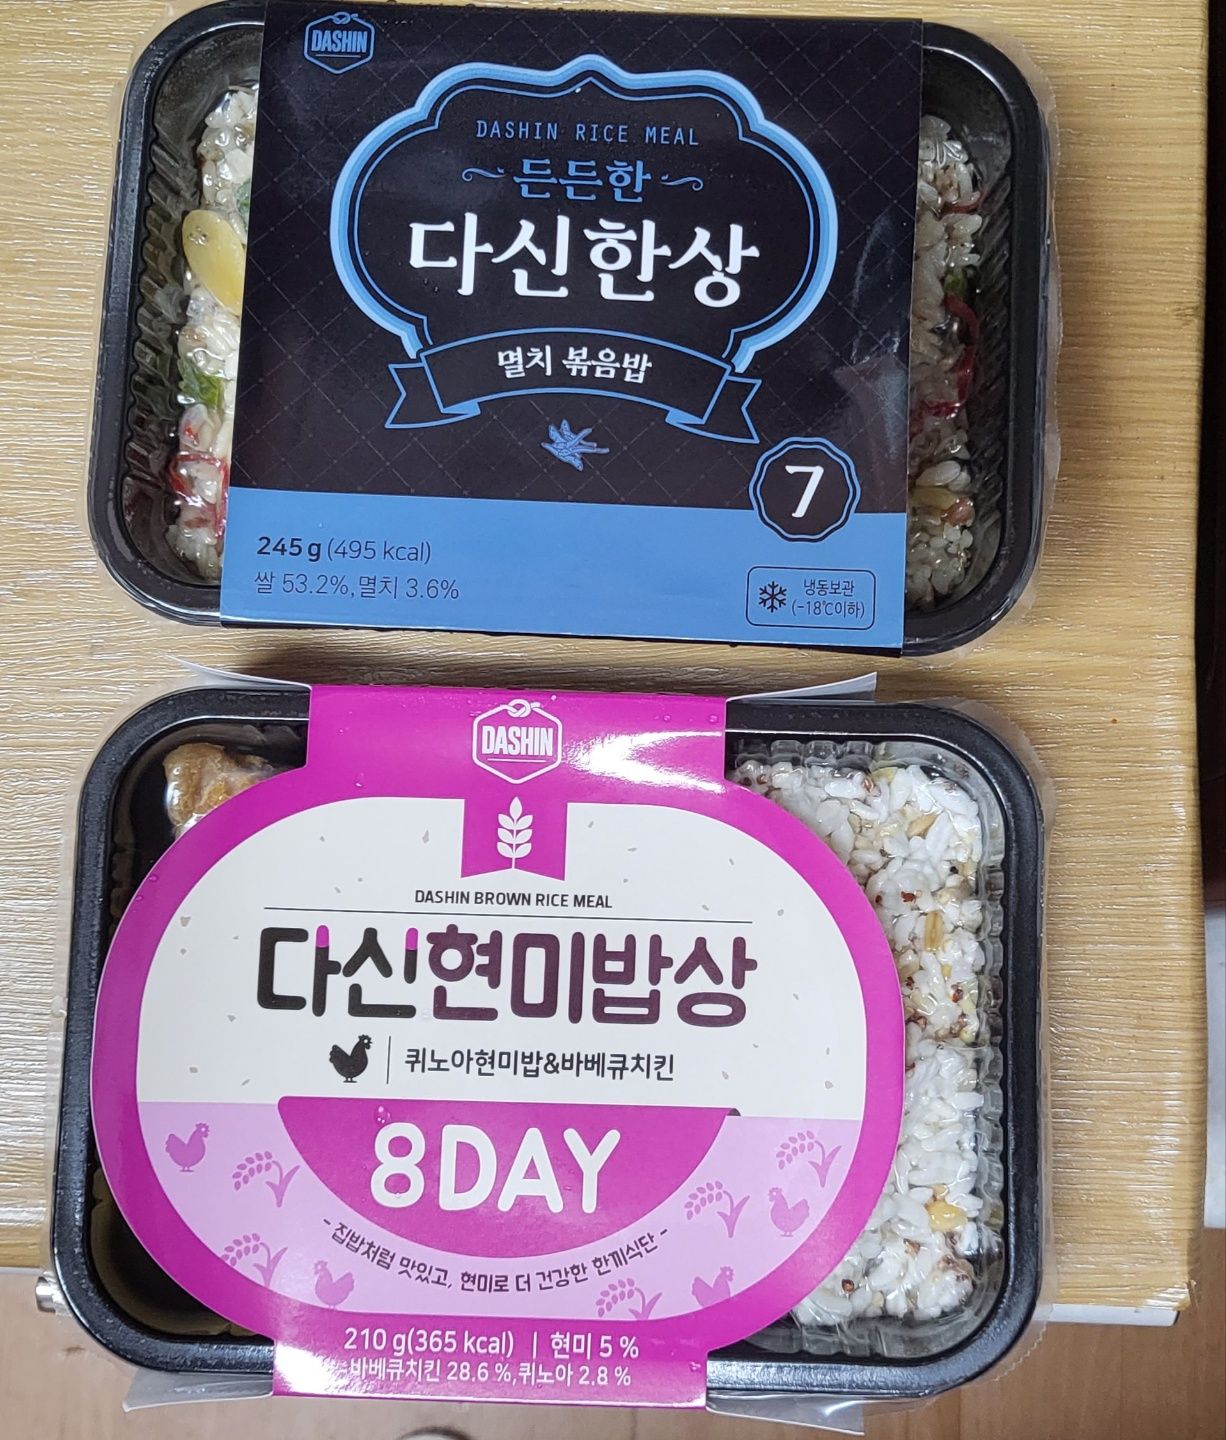 DASHIN
DASHIN RICE MEAL
든든한
다신한상
멸치 볶음밥
7
245g (495 kcal)
쌀 53.2%, 멸치 3.6%
냉동보관
(-18℃이하)
DASHIN
DASHIN BROWN RICE MEAL
다신현미밥상
퀴노아현미밥&바베큐치킨
8DAY
- 집밥처럼 맛있고, 현미로 더 건강한 한끼식단 -
210 g(365 kcal) | 현미 5 %
바베큐치킨 28.6 %, 퀴노아 2.8 %